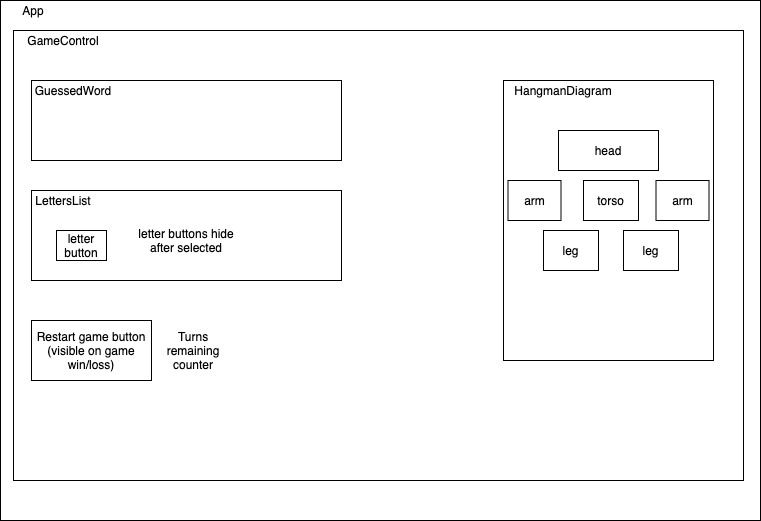 App
GameControl
GuessedWord
HangmanDiagram
head
arm
torso
arm
leg
leg
LettersList
letter
button
letter buttons hide
after selected
Restart game button
(visible on game
win/loss)
Turns
remaining
counter